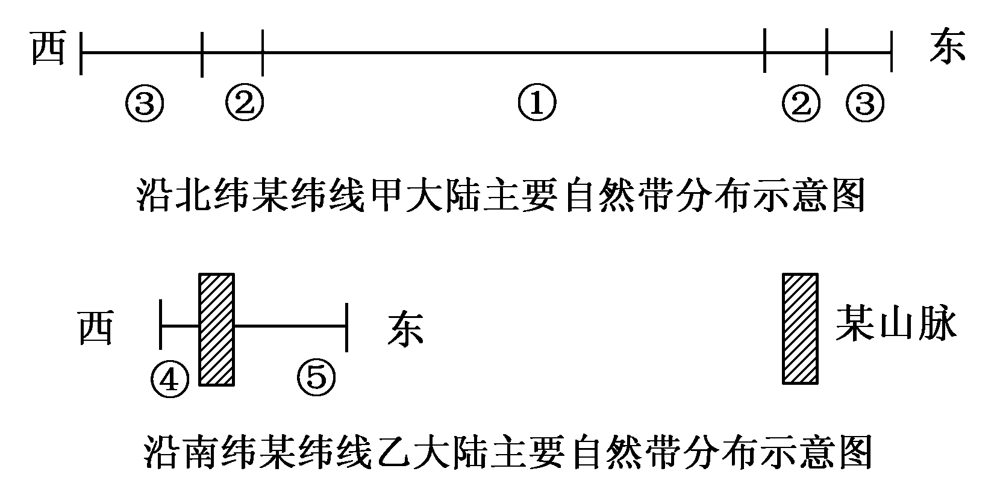 西 东
③ ② ① ② ③
沿北纬某纬线甲大陆主要自然带分布示意图
西 东 某山脉
④ ⑤
沿南纬某纬线乙大陆主要自然带分布示意图